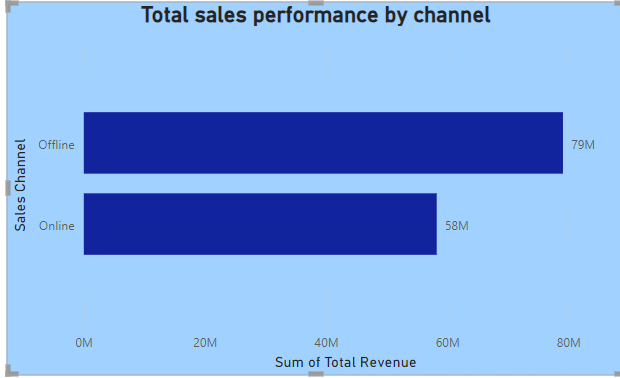 Total sales performance by channel
Sales Channel
Offline
79M
Online
58M
0M 20M 40M 60M 80M
Sum of Total Revenue